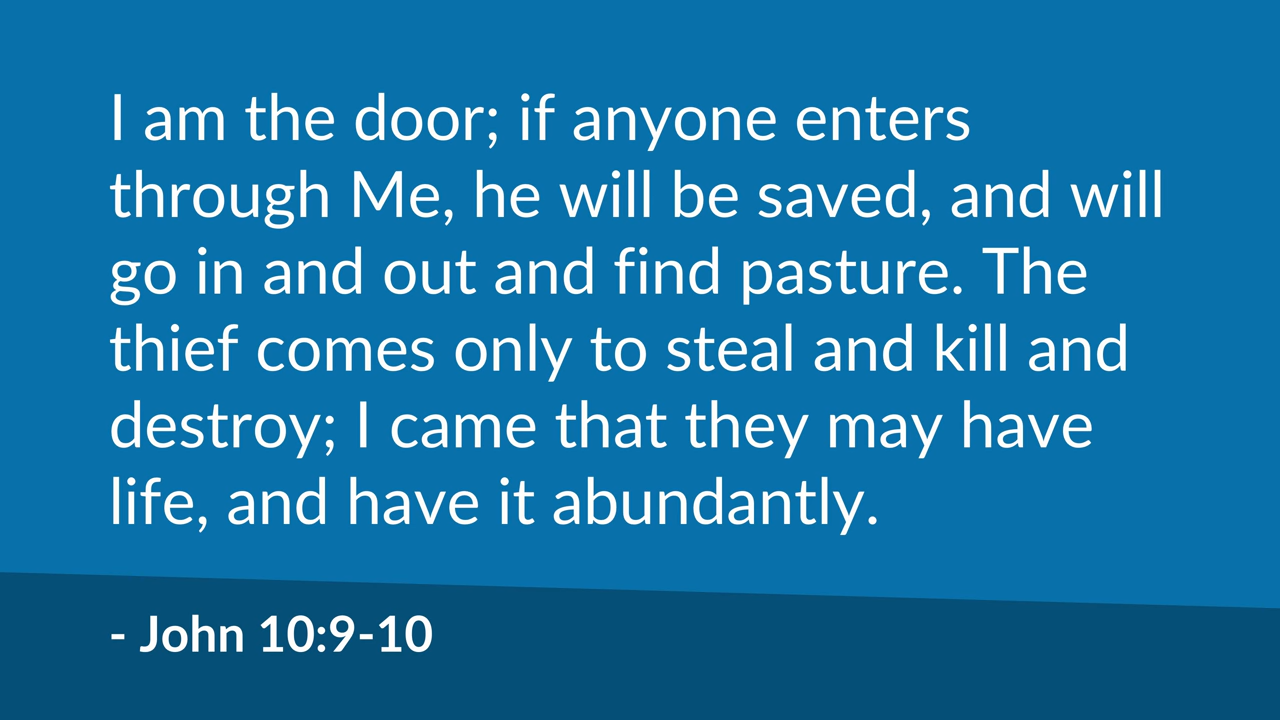 I am the door; if anyone enters
through Me, he will be saved, and will
go in and out and find pasture. The
thief comes only to steal and kill and
destroy; I came that they may have
life, and have it abundantly.
- John 10:9-10